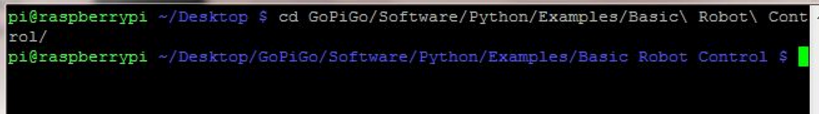 pi@raspberrypi ~/Desktop $ cd GoPiGo/Software/Python/Examples/Basic\ Robot\ Cont
rol/
pi@raspberrypi ~/Desktop/GoPiGo/Software/Python/Examples/Basic Robot Control $